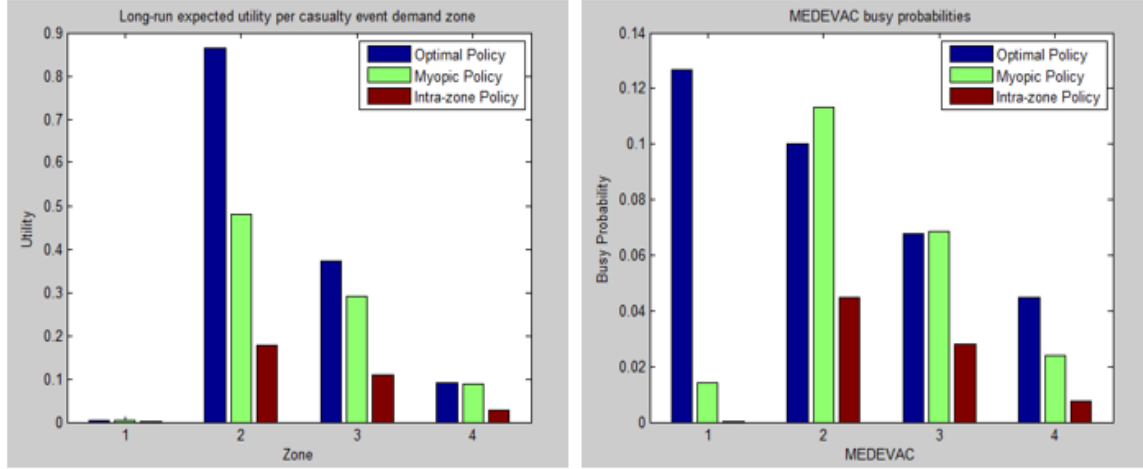 Long-run expected utility per casualty event demand zone
0.9
0.8
0.7
0.6
0.5
0.4
0.3
0.2
0.1
0
Utility
Optimal Policy
Myopic Policy
Intra-zone Policy
1 2 3 4
Zone
MEDEVAC busy probabilities
0.14
0.12
0.1
0.08
0.06
0.04
0.02
0
Busy Probability
Optimal Policy
Myopic Policy
Intra-zone Policy
1 2 3 4
MEDEVAC